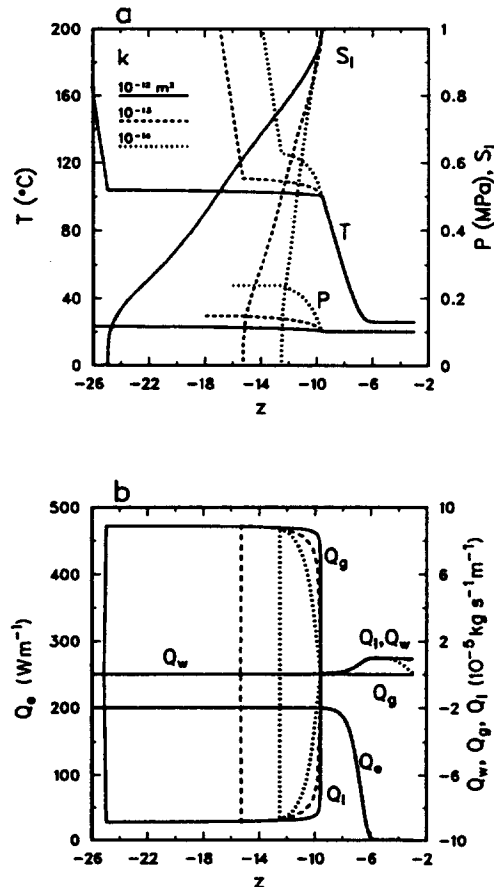 a
200
160
120
80
40
0
T (°C)
k
10⁻¹² m²
10⁻¹³
10⁻¹⁴
S_l
T
P
1
0.8
0.6
0.4
0.2
0
P (MPa), S_l
-26 -22 -18 -14 -10 -6 -2
z
b
500
400
300
200
100
0
Q_e (Wm⁻¹)
Q_g
Q_l,Q_w
Q_w
Q_g
Q_e
Q_l
10
6
2
-2
-6
-10
Q_w, Q_g, Q_l (10⁻⁵ kg s⁻¹ m⁻¹)
-26 -22 -18 -14 -10 -6 -2
z